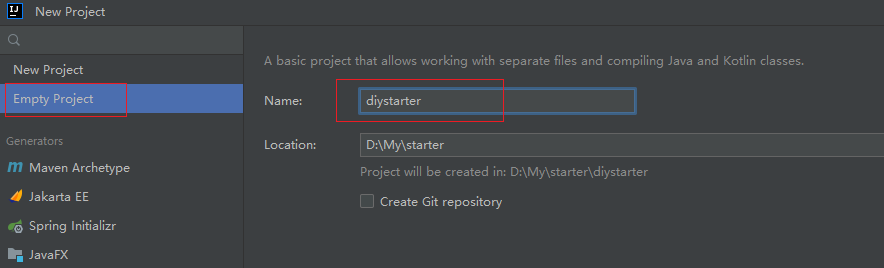 New Project
New Project
Empty Project
Generators
Maven Archetype
Jakarta EE
Spring Initializr
JavaFX
A basic project that allows working with separate files and compiling Java and Kotlin classes.
Name: diystarter
Location: D:\My\starter
Project will be created in: D:\My\starter\diystarter
Create Git repository